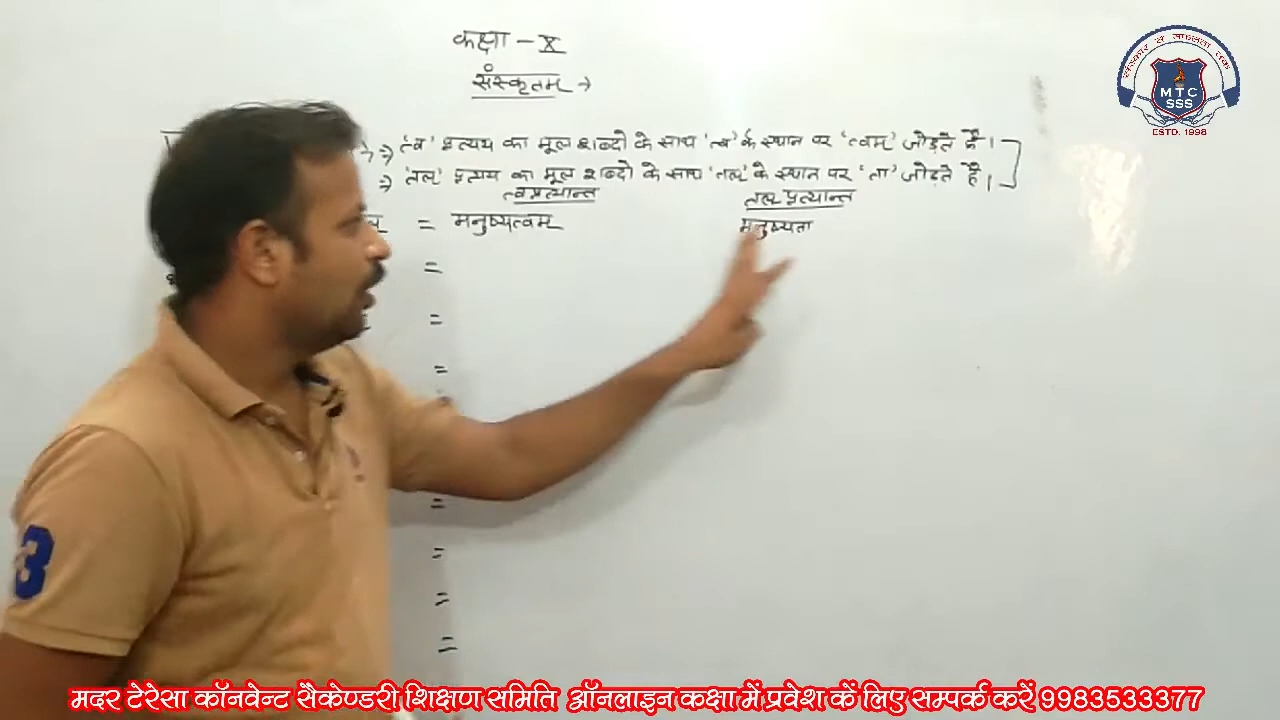 कक्षा - X
संस्कृतम् →
संस्कार से साक्षरता तक
MTC
SSS
ESTD. 1998
→ 'त्व' प्रत्यय का मूल शब्दो के साथ 'त्व' के स्थान पर 'त्वम्' जोड़ते है।
→ 'तल्' प्रत्यय का मूल शब्दो के साथ 'तल्' के स्थान पर 'ता' जोड़ते है।
त्व प्रत्यान्त तल् प्रत्यान्त
= मनुष्यत्वम् मनुष्यता
=
=
=
=
=
=
=
मदर टेरेसा कॉनवेन्ट सैकेण्डरी शिक्षण समिति ऑनलाइन कक्षा में प्रवेश कें लिए सम्पर्क करें 9983533377